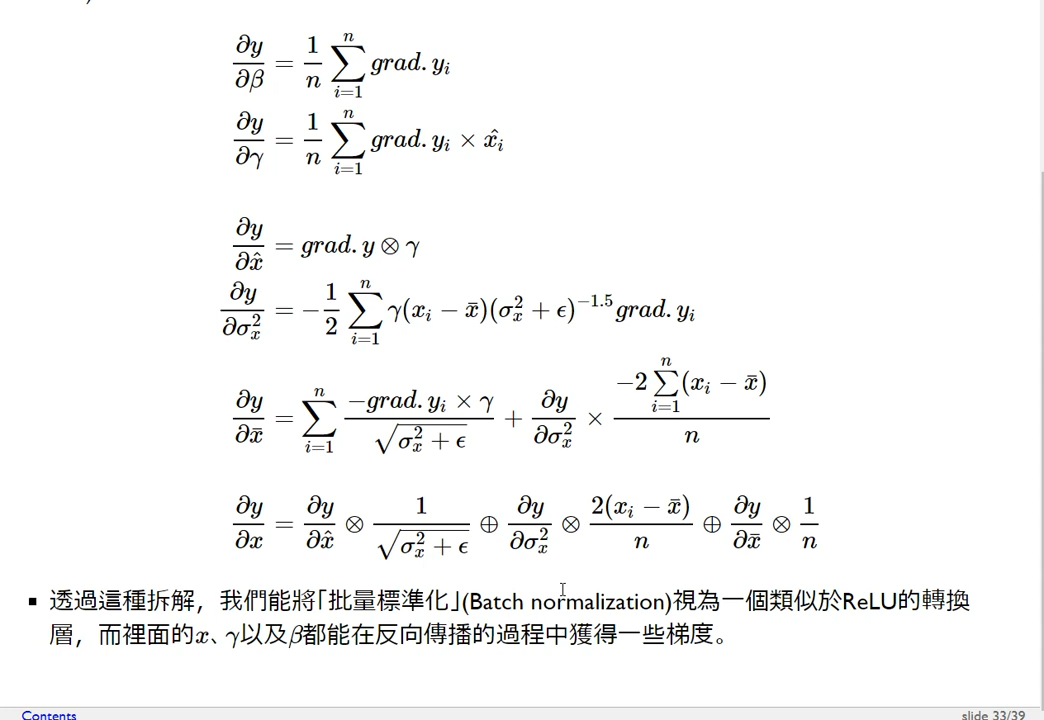 ∂y/∂β = 1/n ∑_{i=1}^{n} grad.y_i
∂y/∂γ = 1/n ∑_{i=1}^{n} grad.y_i × x̂_i
∂y/∂x̂ = grad.y ⊗ γ
∂y/∂σ_x^2 = −1/2 ∑_{i=1}^{n} γ(x_i − x̄)(σ_x^2 + ϵ)^{−1.5} grad.y_i
∂y/∂x̄ = ∑_{i=1}^{n} (−grad.y_i × γ)/√(σ_x^2 + ϵ) + ∂y/∂σ_x^2 × (−2 ∑_{i=1}^{n} (x_i − x̄))/n
∂y/∂x = ∂y/∂x̂ ⊗ 1/√(σ_x^2 + ϵ) ⊕ ∂y/∂σ_x^2 ⊗ 2(x_i − x̄)/n ⊕ ∂y/∂x̄ ⊗ 1/n
▪ 透過這種拆解，我們能將「批量標準化」(Batch normalization)視為一個類似於ReLU的轉換
層，而裡面的x、γ以及β都能在反向傳播的過程中獲得一些梯度。
Contents
slide 33/39